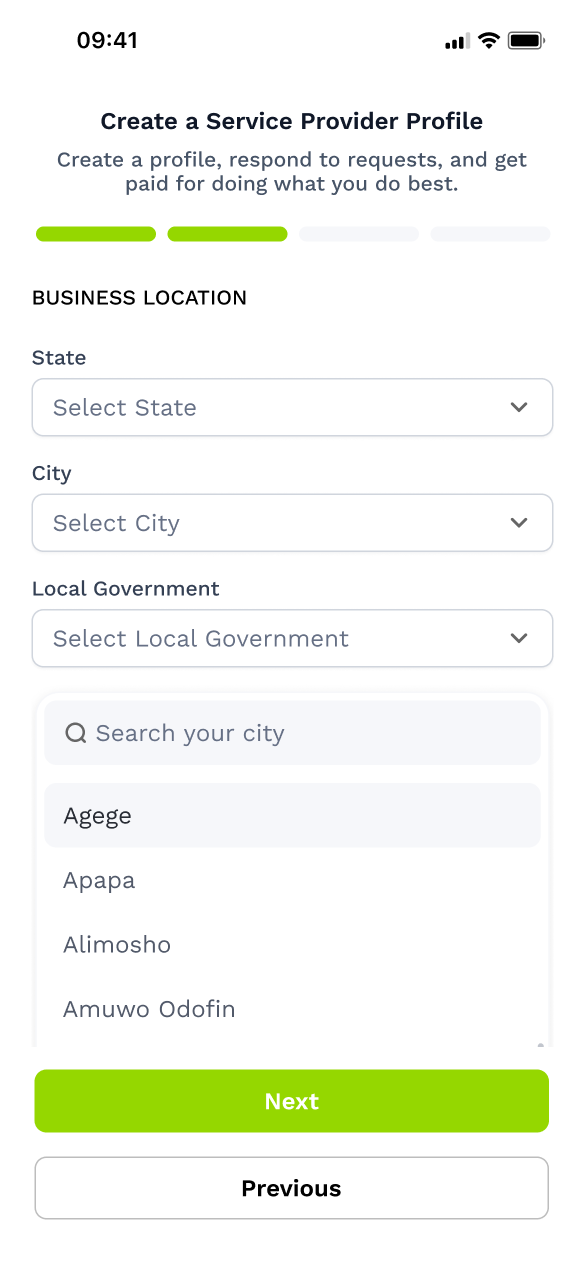 09:41
Create a Service Provider Profile
Create a profile, respond to requests, and get
paid for doing what you do best.
BUSINESS LOCATION
State
Select State
City
Select City
Local Government
Select Local Government
Search your city
Agege
Apapa
Alimosho
Amuwo Odofin
Next
Previous